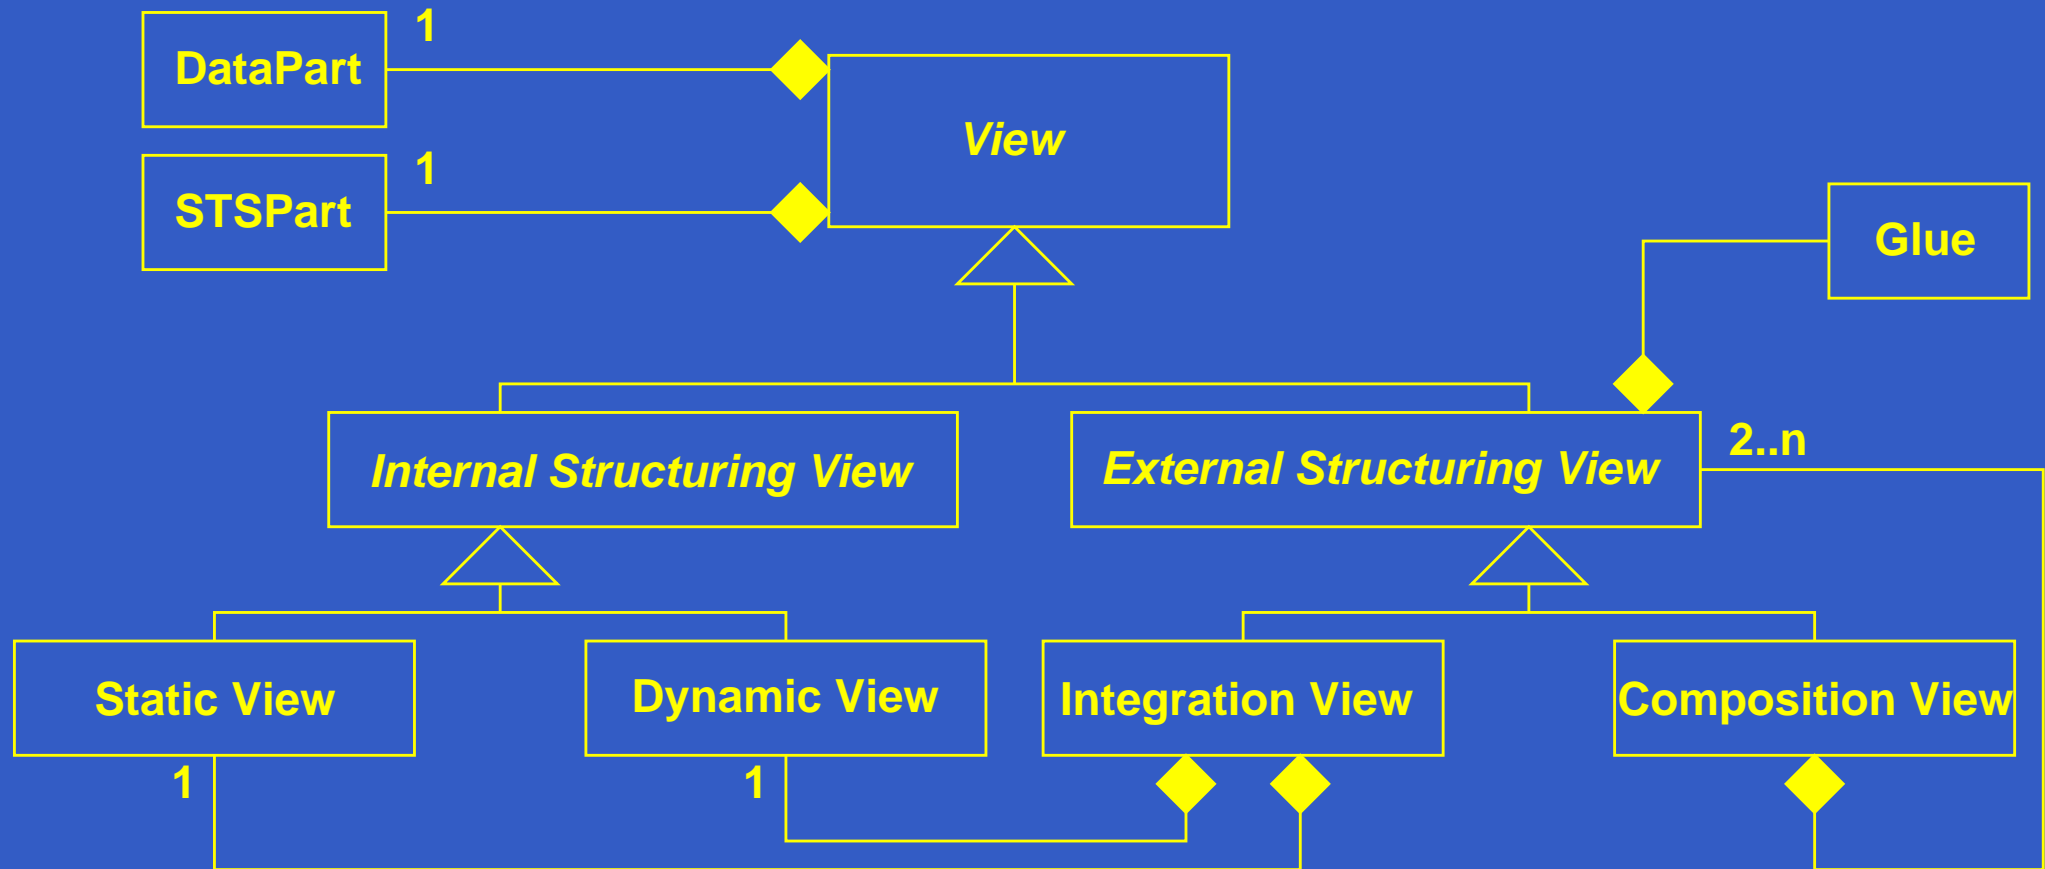 1
DataPart
View
1
STSPart
Glue
2..n
Internal Structuring View
External Structuring View
Static View
Dynamic View
Integration View
Composition View
1
1